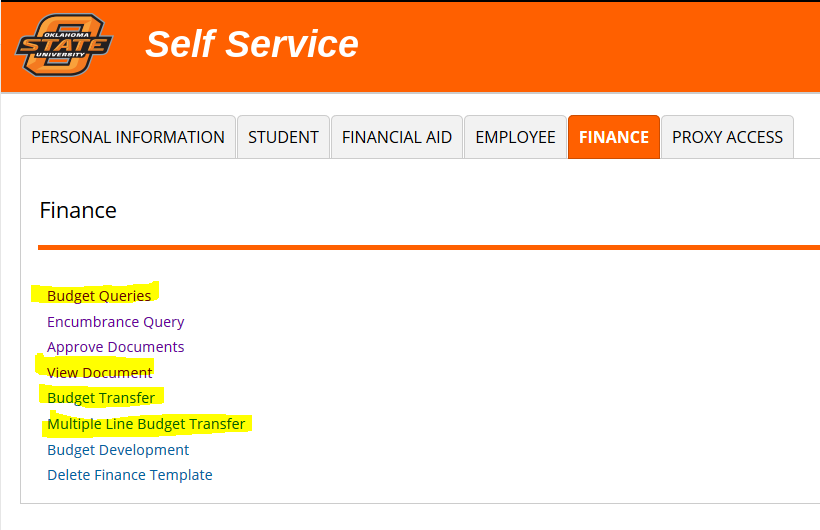 OKLAHOMA
STATE
UNIVERSITY
Self Service
PERSONAL INFORMATION STUDENT FINANCIAL AID EMPLOYEE FINANCE PROXY ACCESS
Finance
Budget Queries
Encumbrance Query
Approve Documents
View Document
Budget Transfer
Multiple Line Budget Transfer
Budget Development
Delete Finance Template